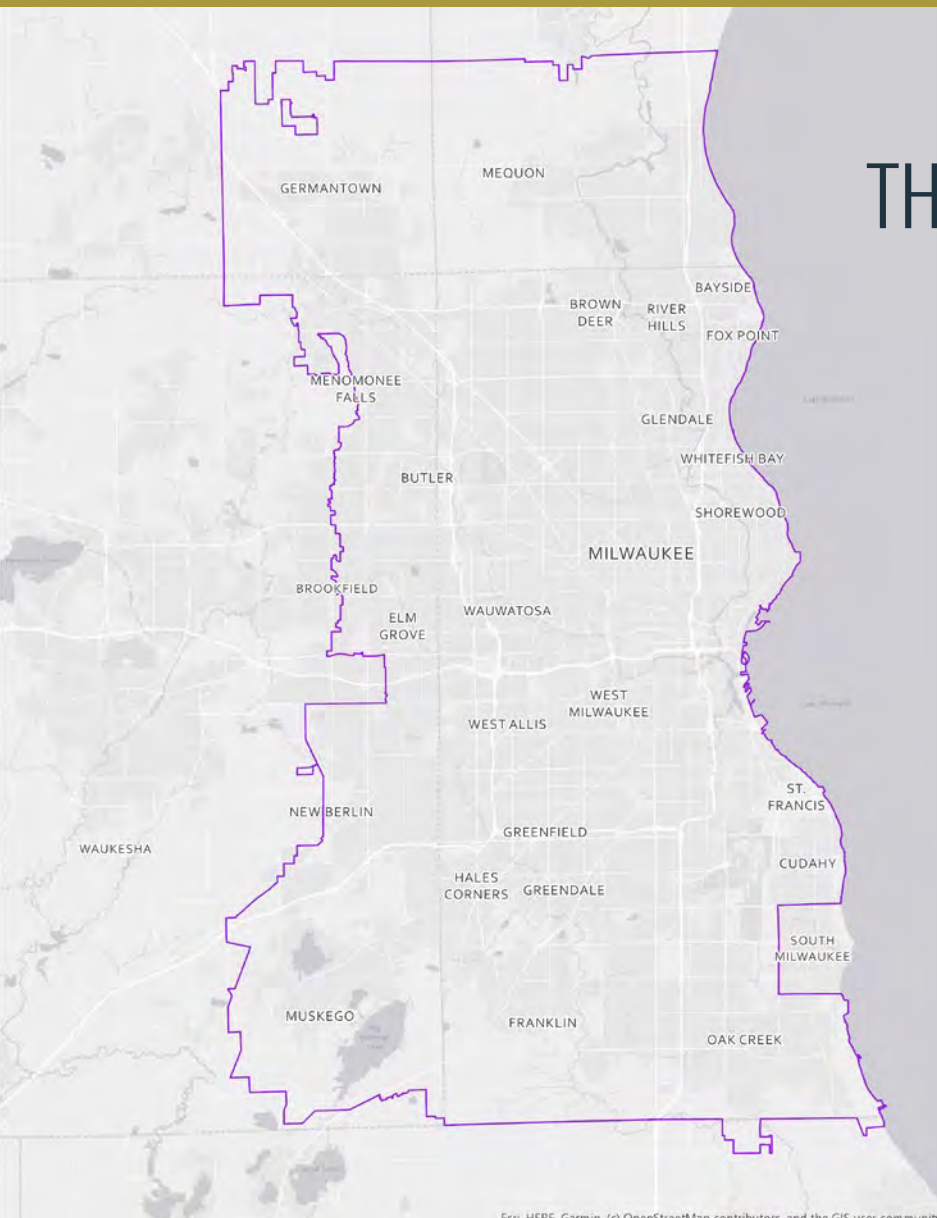 TH
MEQUON
GERMANTOWN
BAYSIDE
BROWN
DEER
RIVER
HILLS
FOX POINT
MENOMONEE
FALLS
GLENDALE
WHITEFISH BAY
BUTLER
SHOREWOOD
MILWAUKEE
BROOKFIELD
ELM
GROVE
WAUWATOSA
WEST
MILWAUKEE
WEST ALLIS
ST.
FRANCIS
NEW BERLIN
GREENFIELD
WAUKESHA
CUDAHY
HALES
CORNERS
GREENDALE
SOUTH
MILWAUKEE
MUSKEGO
FRANKLIN
OAK CREEK
Esri, HERE, Garmin, (c) OpenStreetMap contributors, and the GIS user community